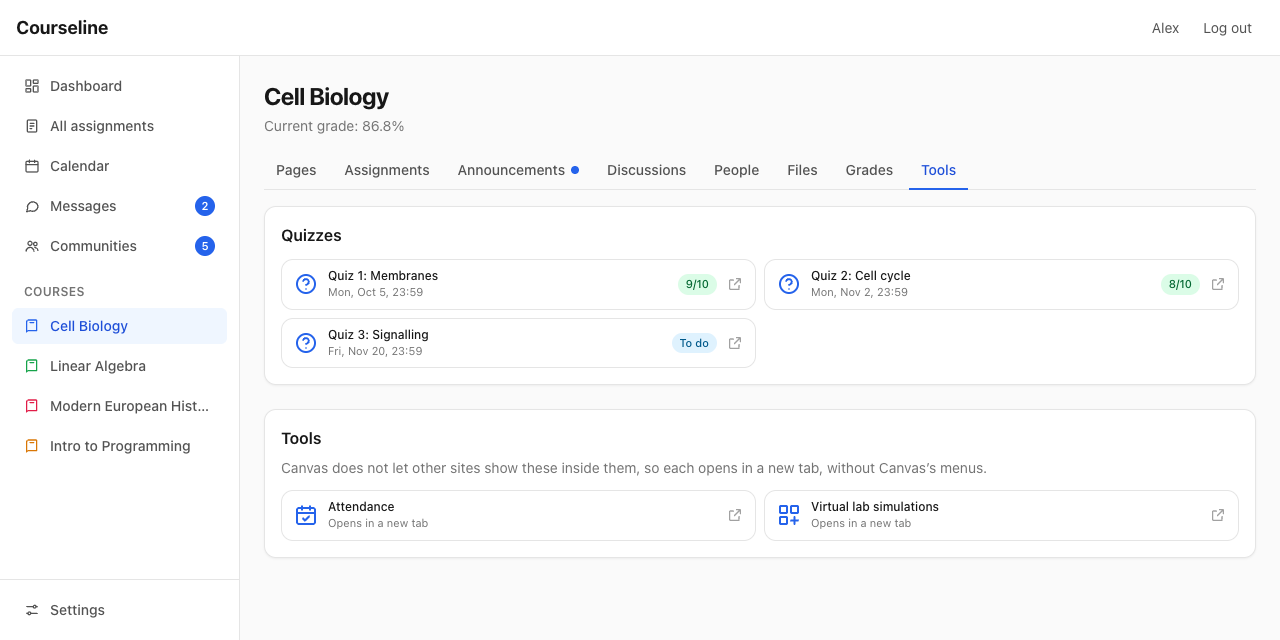 Courseline
Alex
Log out
Dashboard
All assignments
Calendar
Messages
2
Communities
5
COURSES
Cell Biology
Linear Algebra
Modern European Hist...
Intro to Programming
Settings
Cell Biology
Current grade: 86.8%
Pages
Assignments
Announcements
Discussions
People
Files
Grades
Tools
Quizzes
Quiz 1: Membranes
Mon, Oct 5, 23:59
9/10
Quiz 2: Cell cycle
Mon, Nov 2, 23:59
8/10
Quiz 3: Signalling
Fri, Nov 20, 23:59
To do
Tools
Canvas does not let other sites show these inside them, so each opens in a new tab, without Canvas's menus.
Attendance
Opens in a new tab
Virtual lab simulations
Opens in a new tab